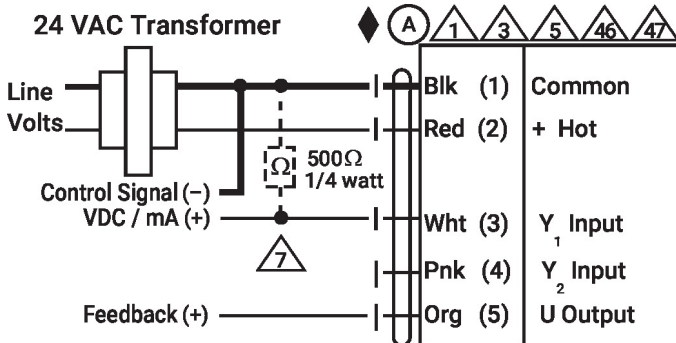 24 VAC Transformer
A 1 3 5 46 47
Line
Volts
Blk (1) Common
Red (2) + Hot
Ω 500Ω
1/4 watt
Control Signal (−)
VDC / mA (+)
Wht (3) Y₁ Input
7
Pnk (4) Y₂ Input
Feedback (+)
Org (5) U Output